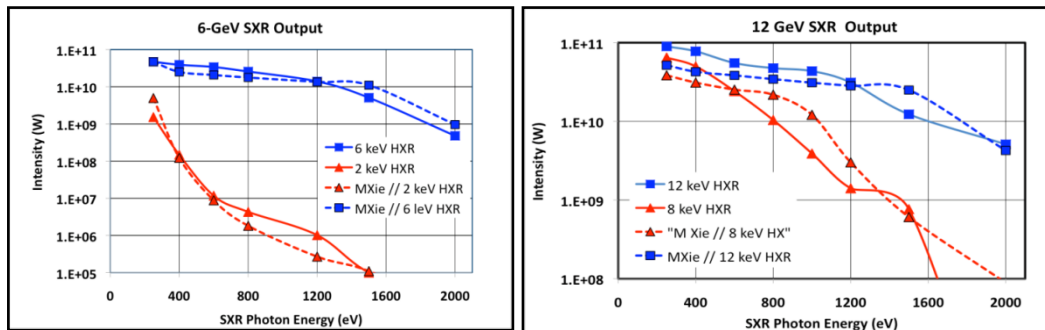 6-GeV SXR Output
1.E+11
1.E+10
1.E+09
1.E+08
1.E+07
1.E+06
1.E+05
Intensity (W)
6 keV HXR
2 keV HXR
MXie // 2 keV HXR
MXie // 6 leV HXR
0 400 800 1200 1600 2000
SXR Photon Energy (eV)
12 GeV SXR Output
1.E+11
1.E+10
1.E+09
1.E+08
Intensity (W)
12 keV HXR
8 keV HXR
"M Xie // 8 keV HX"
MXie // 12 keV HXR
0 400 800 1200 1600 2000
SXR Photon Energy (eV)